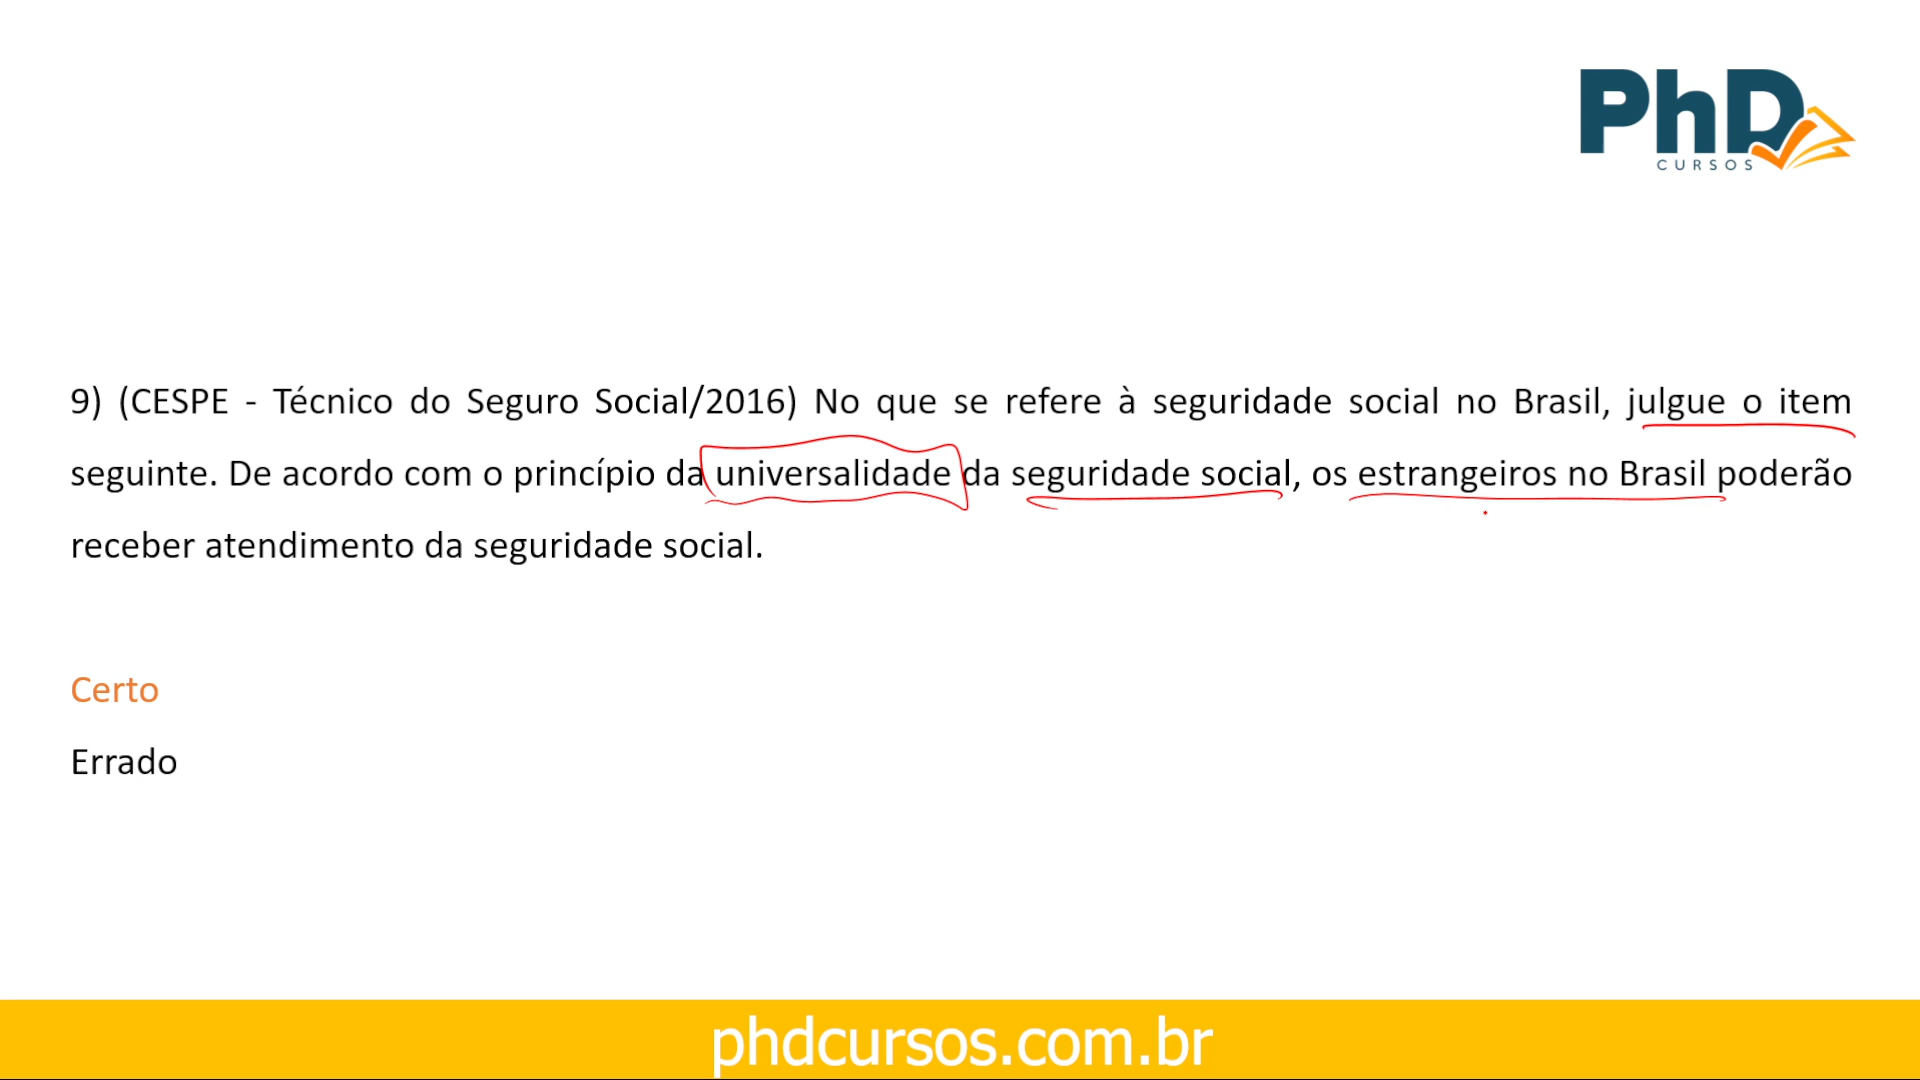 PhD
CURSOS
9) (CESPE - Técnico do Seguro Social/2016) No que se refere à seguridade social no Brasil, julgue o item
seguinte. De acordo com o princípio da universalidade da seguridade social, os estrangeiros no Brasil poderão
receber atendimento da seguridade social.
Certo
Errado
phdcursos.com.br